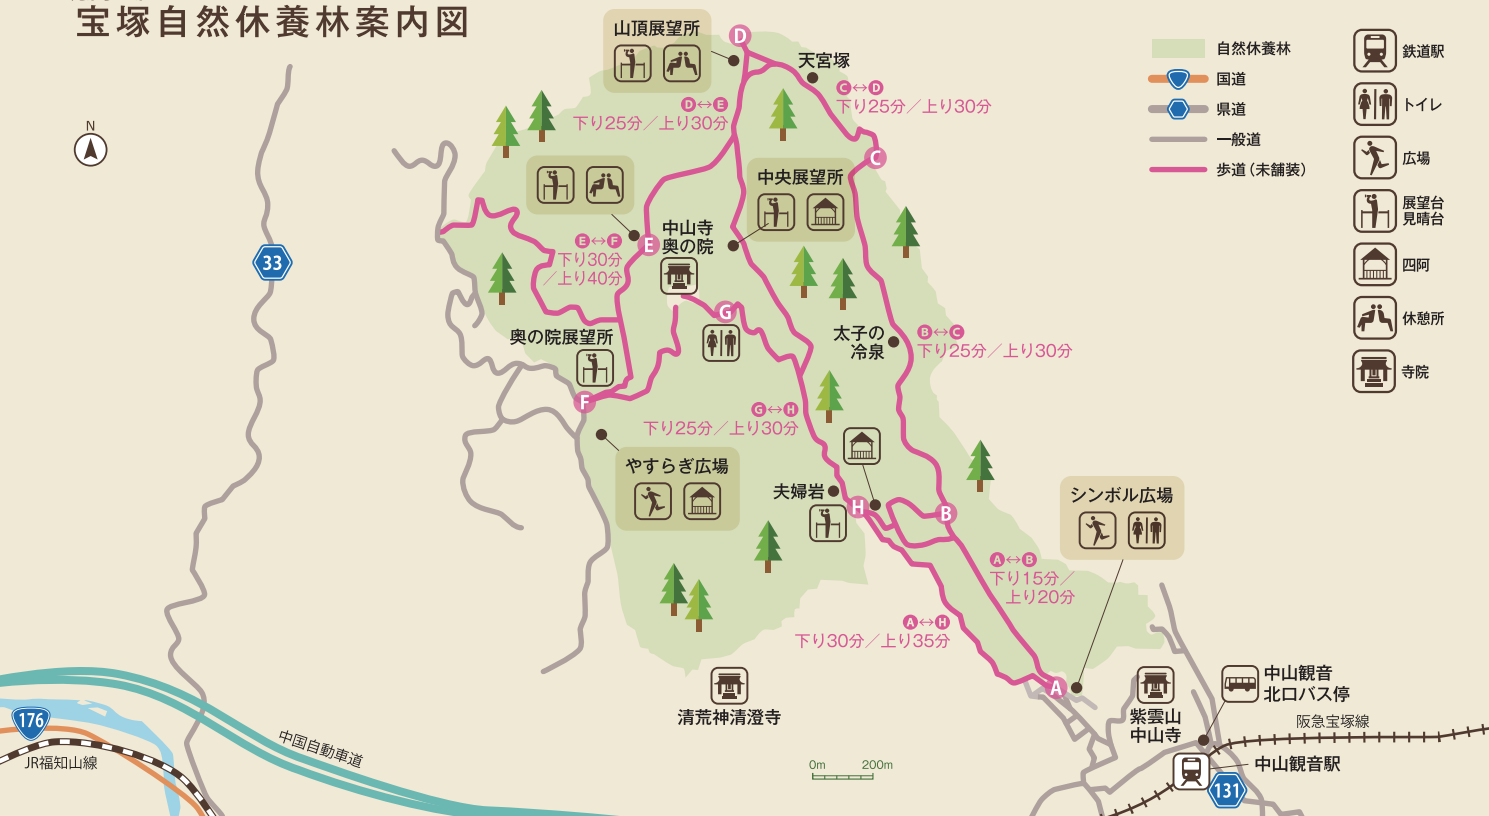 宝塚自然休養林案内図
N
33
山頂展望所
D
天宮塚
C↔D
下り25分／上り30分
D↔E
下り25分／上り30分
C
中央展望所
中山寺
奥の院
E
E↔F
下り30分
／上り40分
G
奥の院展望所
F
太子の
冷泉
B↔C
下り25分／上り30分
G↔H
下り25分／上り30分
やすらぎ広場
夫婦岩
H
B
シンボル広場
A↔B
下り15分／
上り20分
A↔H
下り30分／上り35分
A
清荒神清澄寺
紫雲山
中山寺
中山観音
北口バス停
阪急宝塚線
中山観音駅
131
176
JR福知山線
中国自動車道
0m 200m
自然休養林
国道
県道
一般道
歩道（未舗装）
鉄道駅
トイレ
広場
展望台
見晴台
四阿
休憩所
寺院